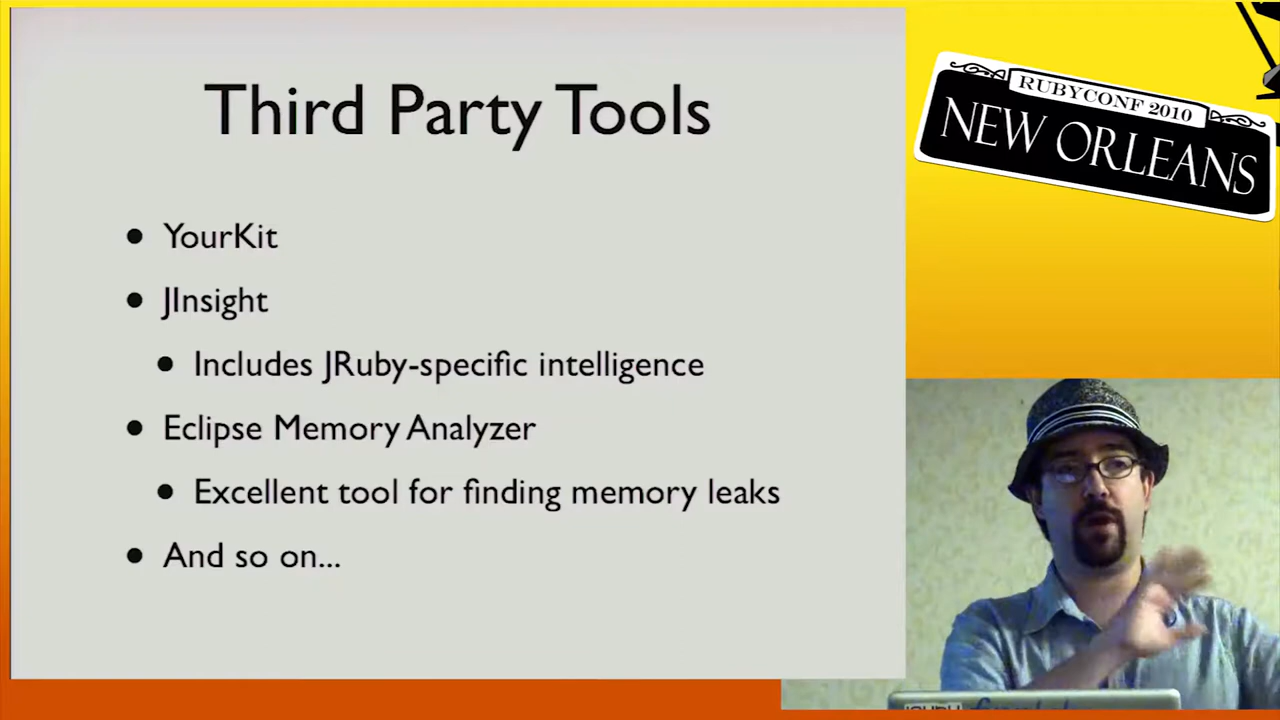 Third Party Tools
YourKit
JInsight
Includes JRuby-specific intelligence
Eclipse Memory Analyzer
Excellent tool for finding memory leaks
And so on...
RUBYCONF 2010
NEW ORLEANS